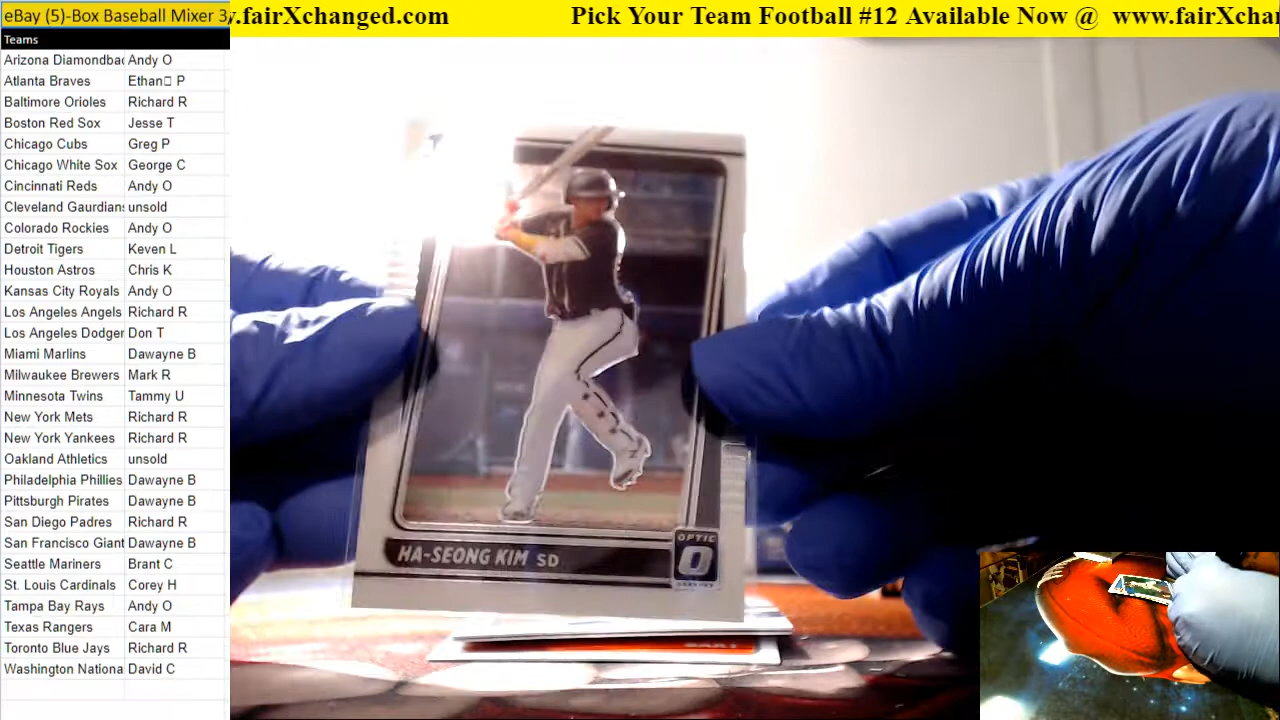 eBay (5)-Box Baseball Mixer 3/
.fairXchanged.com
Pick Your Team Football #12 Available Now @ www.fairXcha
Teams
Arizona Diamondba Andy O
Atlanta Braves Ethan□ P
Baltimore Orioles Richard R
Boston Red Sox Jesse T
Chicago Cubs Greg P
Chicago White Sox George C
Cincinnati Reds Andy O
Cleveland Gaurdians unsold
Colorado Rockies Andy O
Detroit Tigers Keven L
Houston Astros Chris K
Kansas City Royals Andy O
Los Angeles Angels Richard R
Los Angeles Dodger Don T
Miami Marlins Dawayne B
Milwaukee Brewers Mark R
Minnesota Twins Tammy U
New York Mets Richard R
New York Yankees Richard R
Oakland Athletics unsold
Philadelphia Phillies Dawayne B
Pittsburgh Pirates Dawayne B
San Diego Padres Richard R
San Francisco Giant Dawayne B
Seattle Mariners Brant C
St. Louis Cardinals Corey H
Tampa Bay Rays Andy O
Texas Rangers Cara M
Toronto Blue Jays Richard R
Washington Nationa David C
HA-SEONG KIM SD
OPTIC